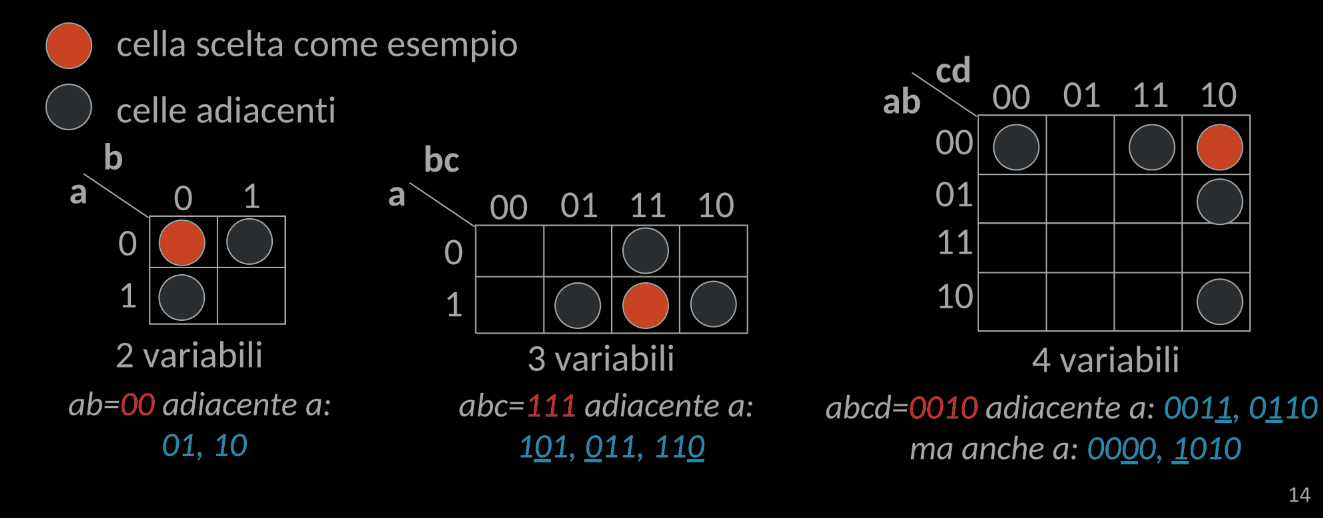 cella scelta come esempio
celle adiacenti
b
a
0 1
0
1
2 variabili
ab=00 adiacente a:
01, 10
bc
a
00 01 11 10
0
1
3 variabili
abc=111 adiacente a:
101, 011, 110
cd
ab
00 01 11 10
00
01
11
10
4 variabili
abcd=0010 adiacente a: 0011, 0110
ma anche a: 0000, 1010
14